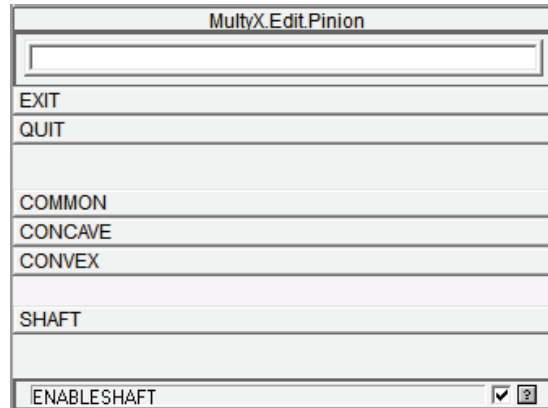 MultyX.Edit.Pinion
EXIT
QUIT
COMMON
CONCAVE
CONVEX
SHAFT
ENABLESHAFT ?